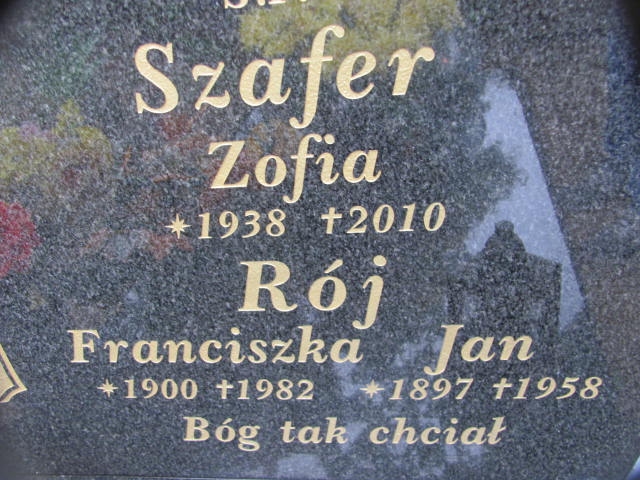 Szafer
Zofia
*1938 †2010
Rój
Franciszka Jan
*1900 †1982 *1897 †1958
Bóg tak chciał